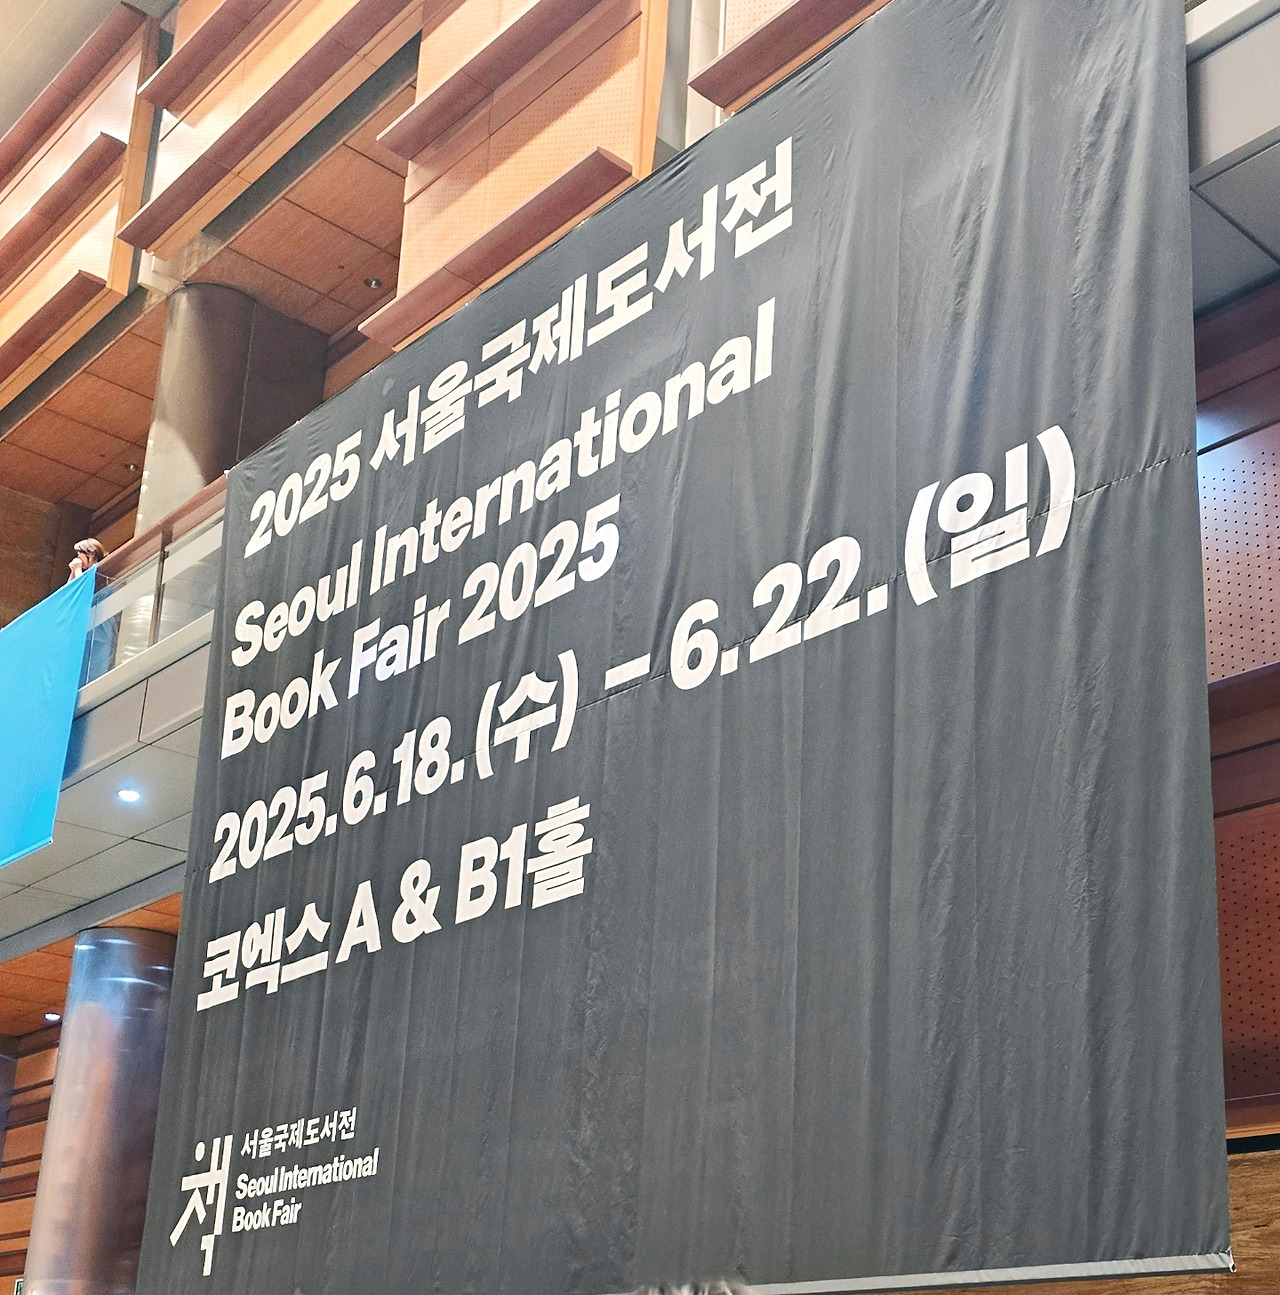 2025 서울국제도서전
Seoul International
Book Fair 2025
2025.6.18.(수) – 6.22.(일)
코엑스 A & B1홀
책
서울국제도서전
Seoul International
Book Fair